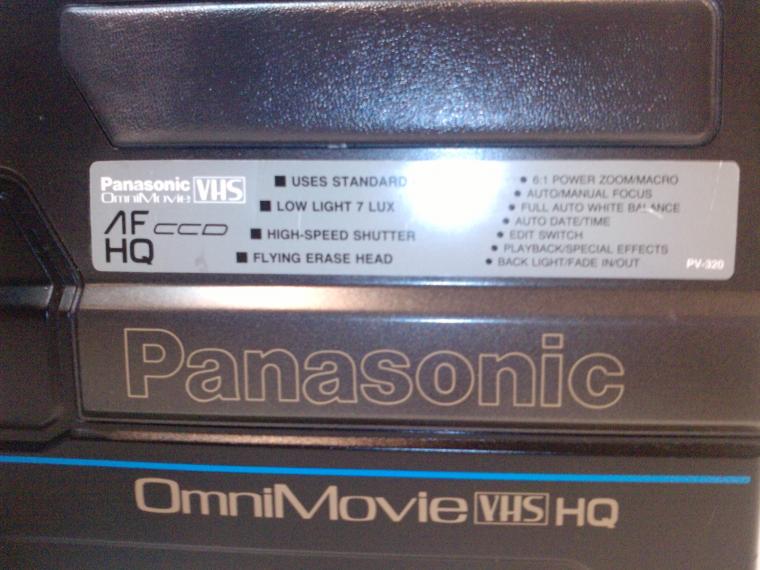 Panasonic
OmniMovie VHS
AF CCD
HQ
■ USES STANDARD
■ LOW LIGHT 7 LUX
■ HIGH-SPEED SHUTTER
■ FLYING ERASE HEAD
• 6:1 POWER ZOOM/MACRO
• AUTO/MANUAL FOCUS
• FULL AUTO WHITE BALANCE
• AUTO DATE/TIME
• EDIT SWITCH
• PLAYBACK/SPECIAL EFFECTS
• BACK LIGHT/FADE IN/OUT
PV-320
Panasonic
OmniMovie VHS HQ